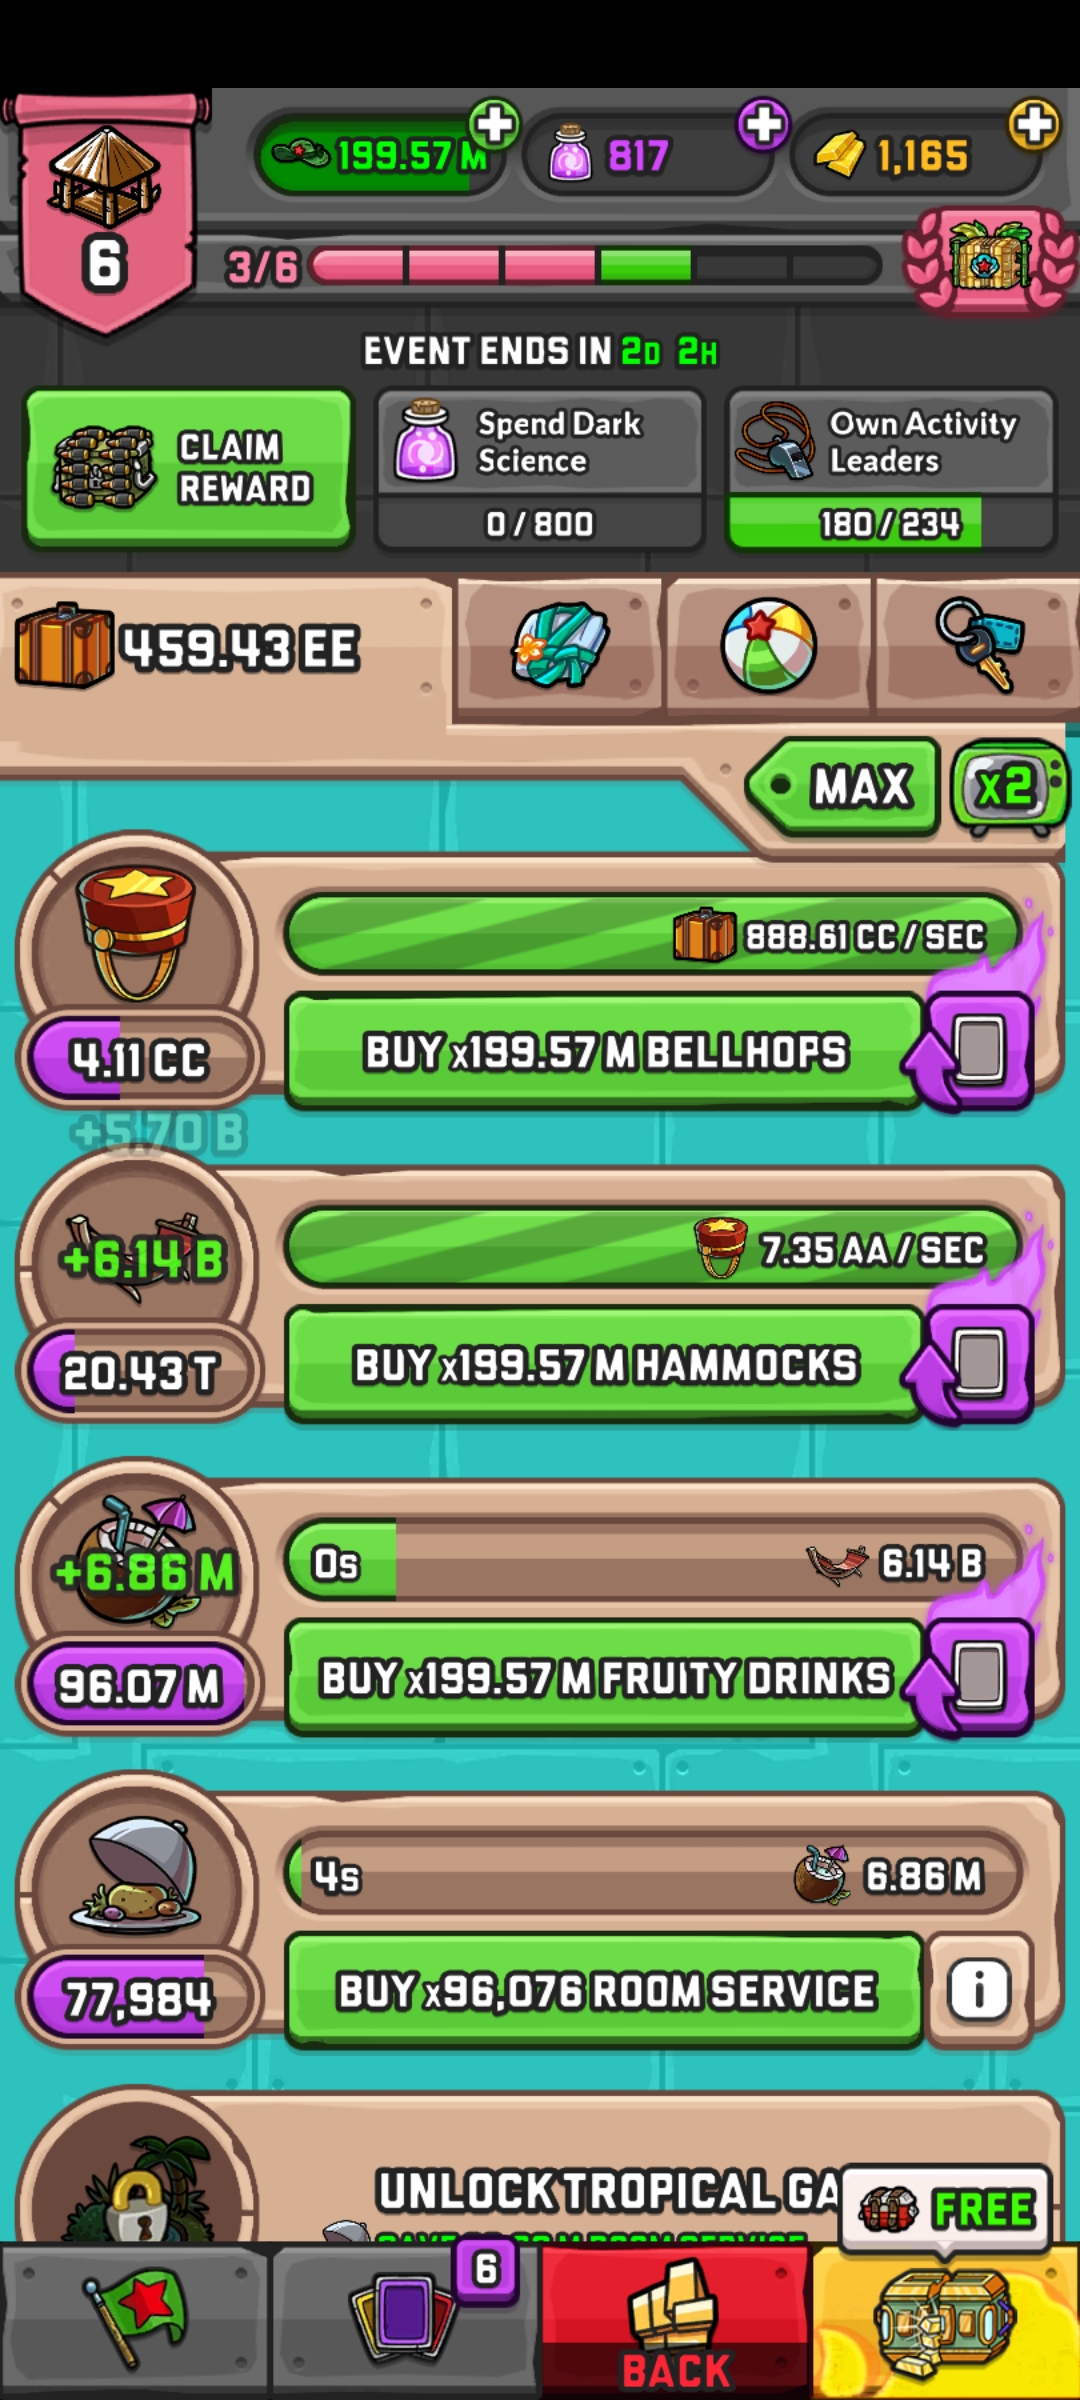 199.57 M
817
1,165
6
3/6
EVENT ENDS IN 2D 2H
CLAIM
REWARD
Spend Dark
Science
0 / 800
Own Activity
Leaders
180 / 234
459.43 EE
MAX
x2
888.61 CC / SEC
BUY x199.57 M BELLHOPS
4.11 CC
+5.70 B
+6.14 B
7.35 AA / SEC
BUY x199.57 M HAMMOCKS
20.43 T
+6.86 M
0s
6.14 B
BUY x199.57 M FRUITY DRINKS
96.07 M
4s
6.86 M
BUY x96,076 ROOM SERVICE
i
77,984
UNLOCK TROPICAL GA
FREE
6
BACK